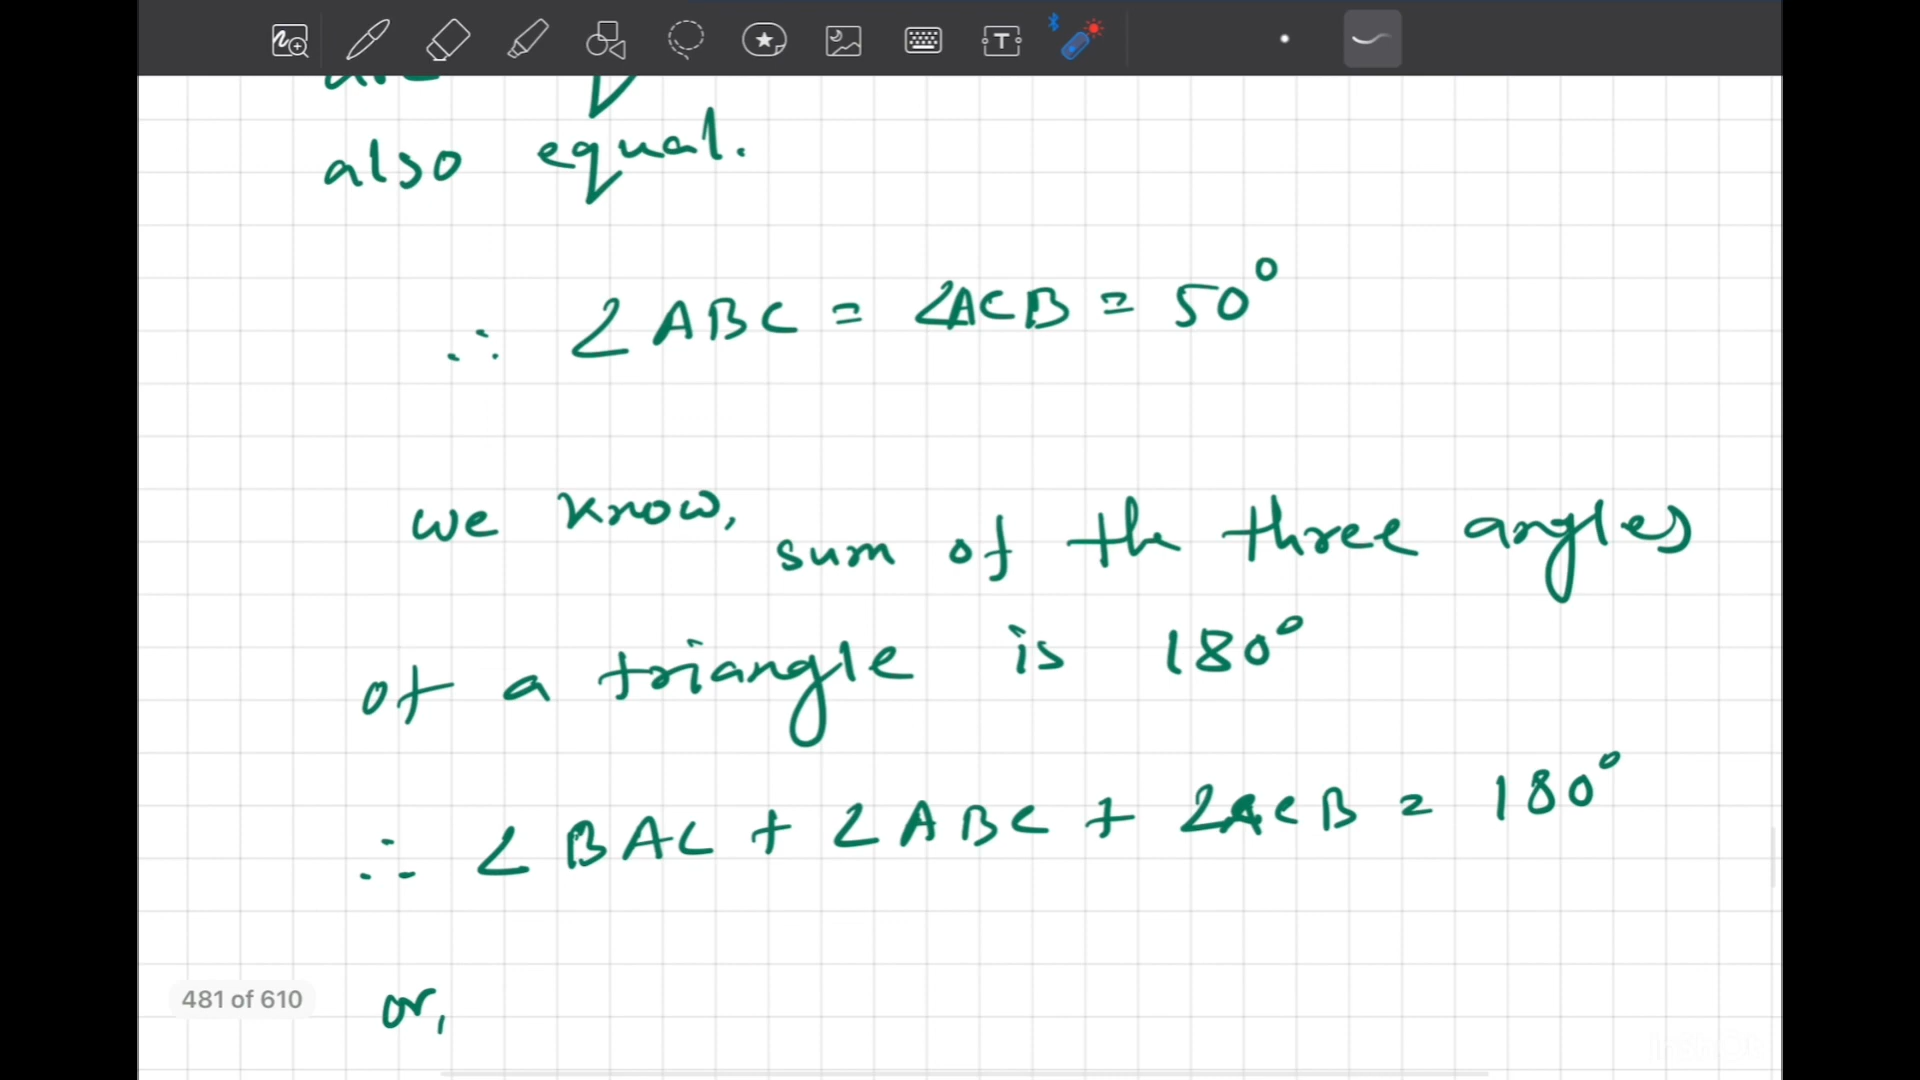 also equal.
∴ ∠ABC = ∠ACB = 50°
we know, sum of the three angles
of a triangle is 180°
∴ ∠BAC + ∠ABC + ∠ACB = 180°
or,
481 of 610